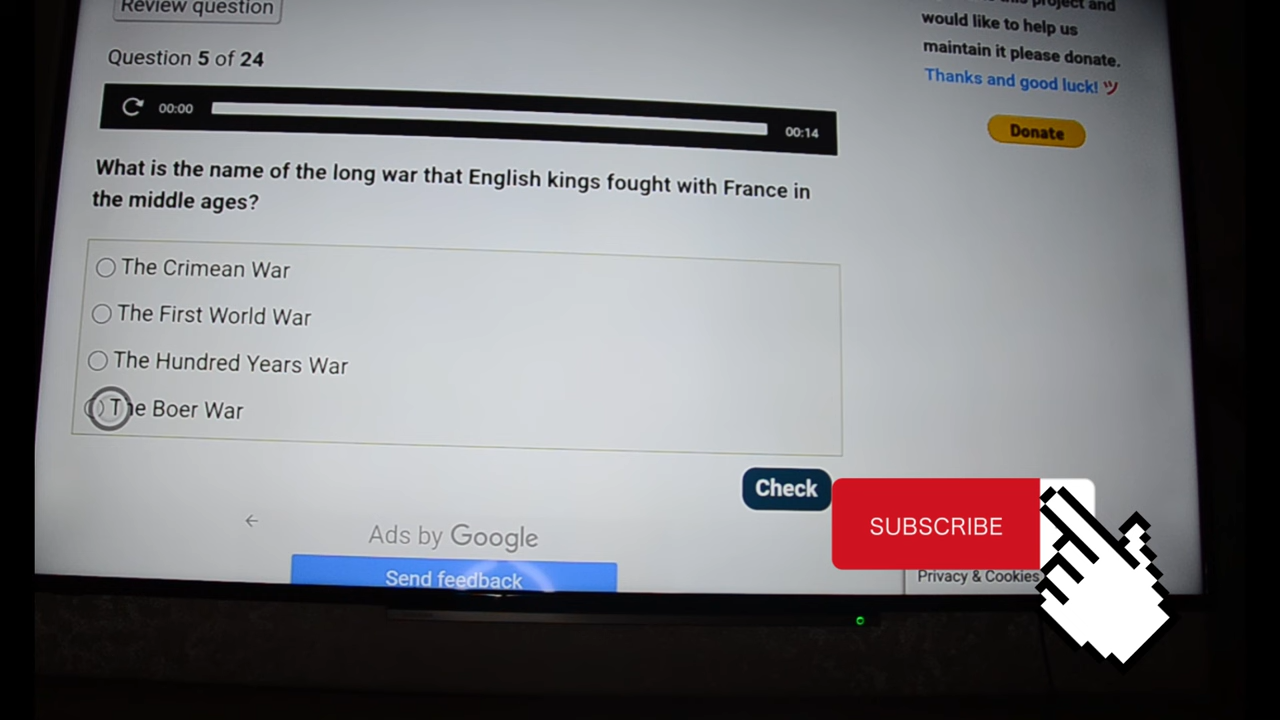 Review question
project and
would like to help us
maintain it please donate.
Thanks and good luck! ツ
Donate
Question 5 of 24
00:00
00:14
What is the name of the long war that English kings fought with France in
the middle ages?
The Crimean War
The First World War
The Hundred Years War
The Boer War
Check
SUBSCRIBE
Ads by Google
Send feedback
Privacy & Cookies